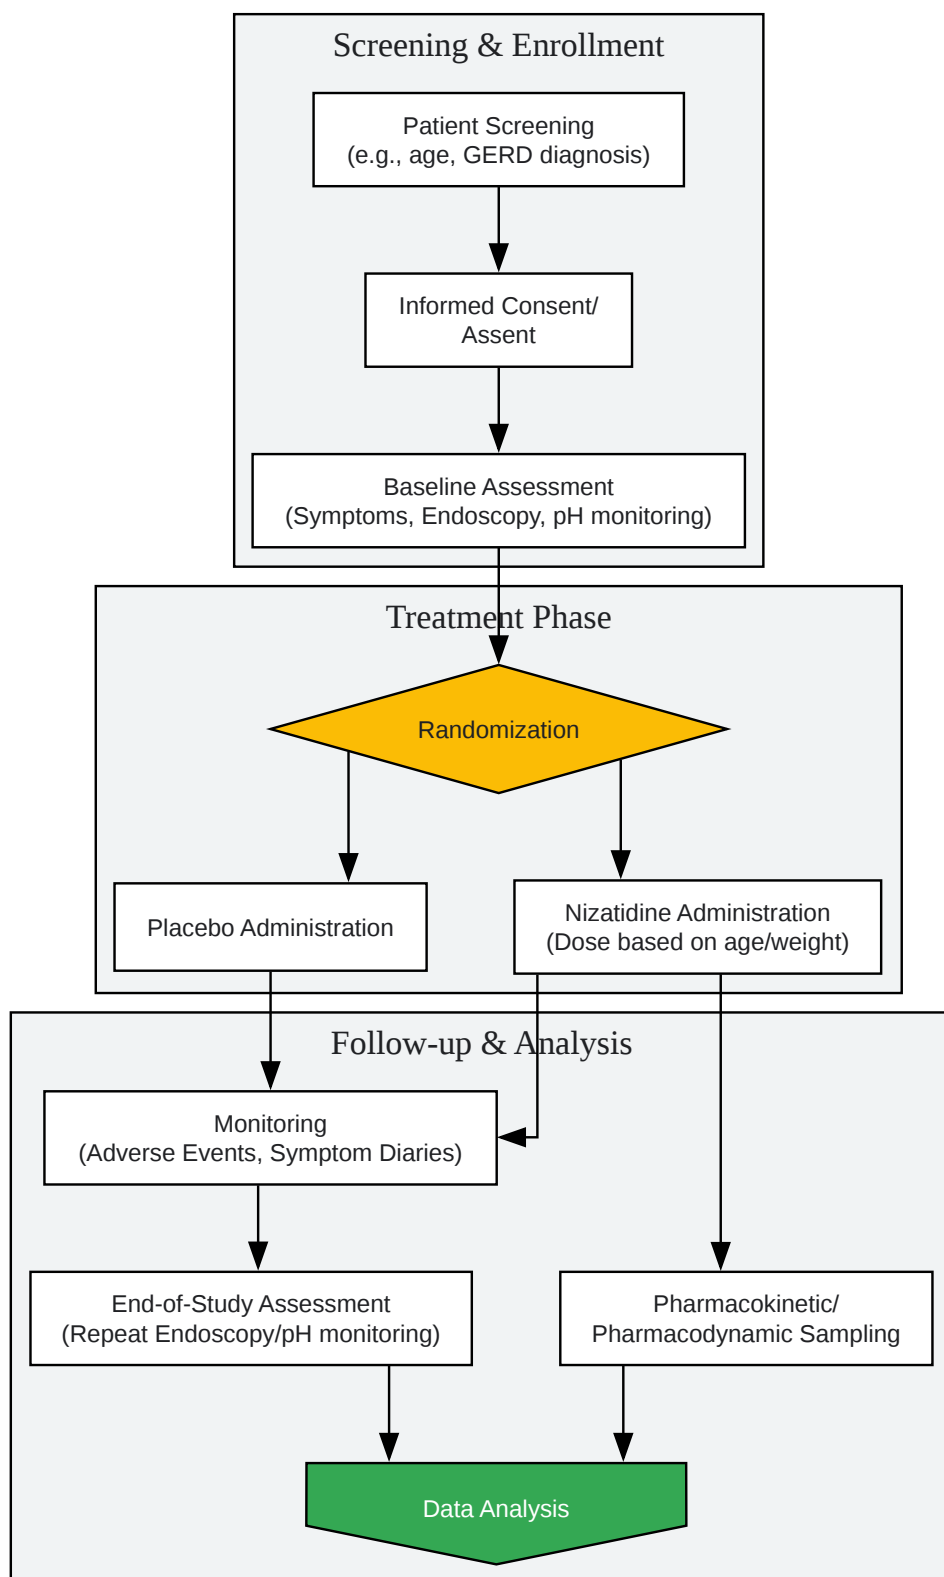 Screening & Enrollment
Patient Screening
(e.g., age, GERD diagnosis)
Informed Consent/
Assent
Baseline Assessment
(Symptoms, Endoscopy, pH monitoring)
Treatment Phase
Randomization
Placebo Administration
Nizatidine Administration
(Dose based on age/weight)
Follow-up & Analysis
Monitoring
(Adverse Events, Symptom Diaries)
End-of-Study Assessment
(Repeat Endoscopy/pH monitoring)
Pharmacokinetic/
Pharmacodynamic Sampling
Data Analysis